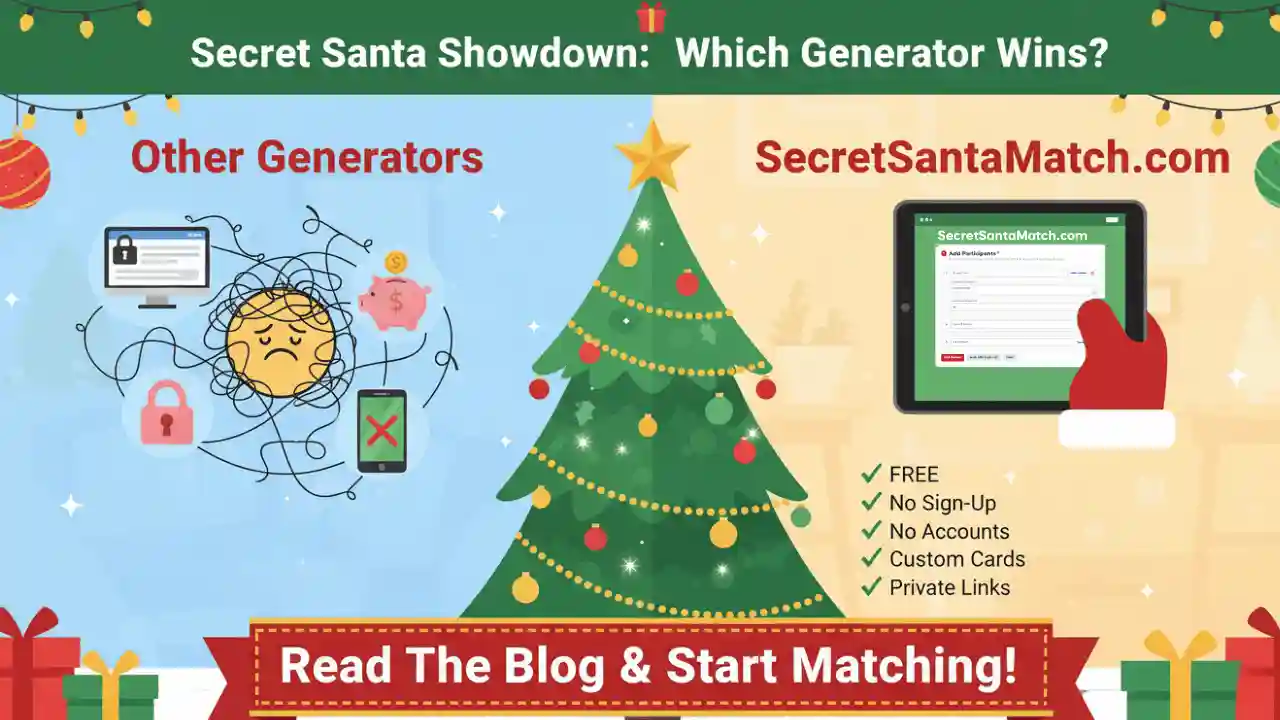 Secret Santa Showdown: Which Generator Wins?
Other Generators
SecretSantaMatch.com
SecretSantaMatch.com
Add Participants
FREE
No Sign-Up
No Accounts
Custom Cards
Private Links
Read The Blog & Start Matching!